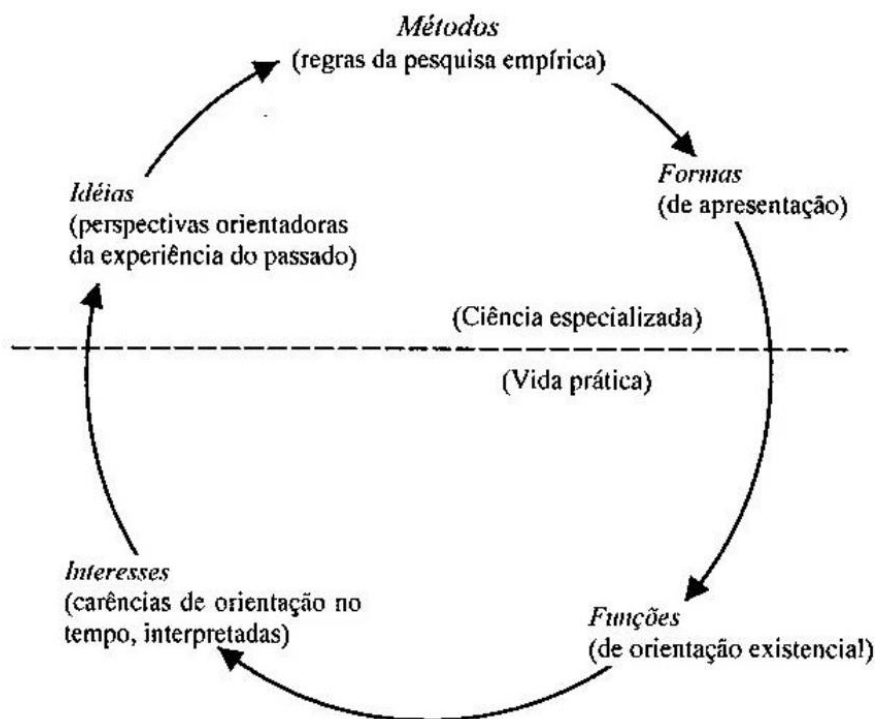 Métodos
(regras da pesquisa empírica)
Formas
(de apresentação)
Idéias
(perspectivas orientadoras
da experiência do passado)
(Ciência especializada)
(Vida prática)
Interesses
(carências de orientação no
tempo, interpretadas)
Funções
(de orientação existencial)